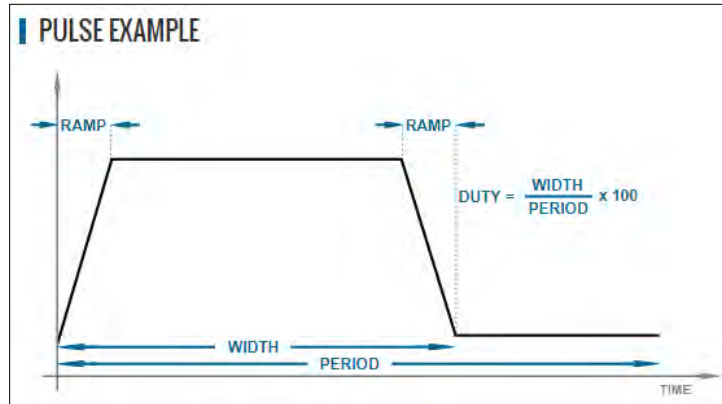 PULSE EXAMPLE
RAMP
RAMP
DUTY = WIDTH
PERIOD x 100
WIDTH
PERIOD
TIME